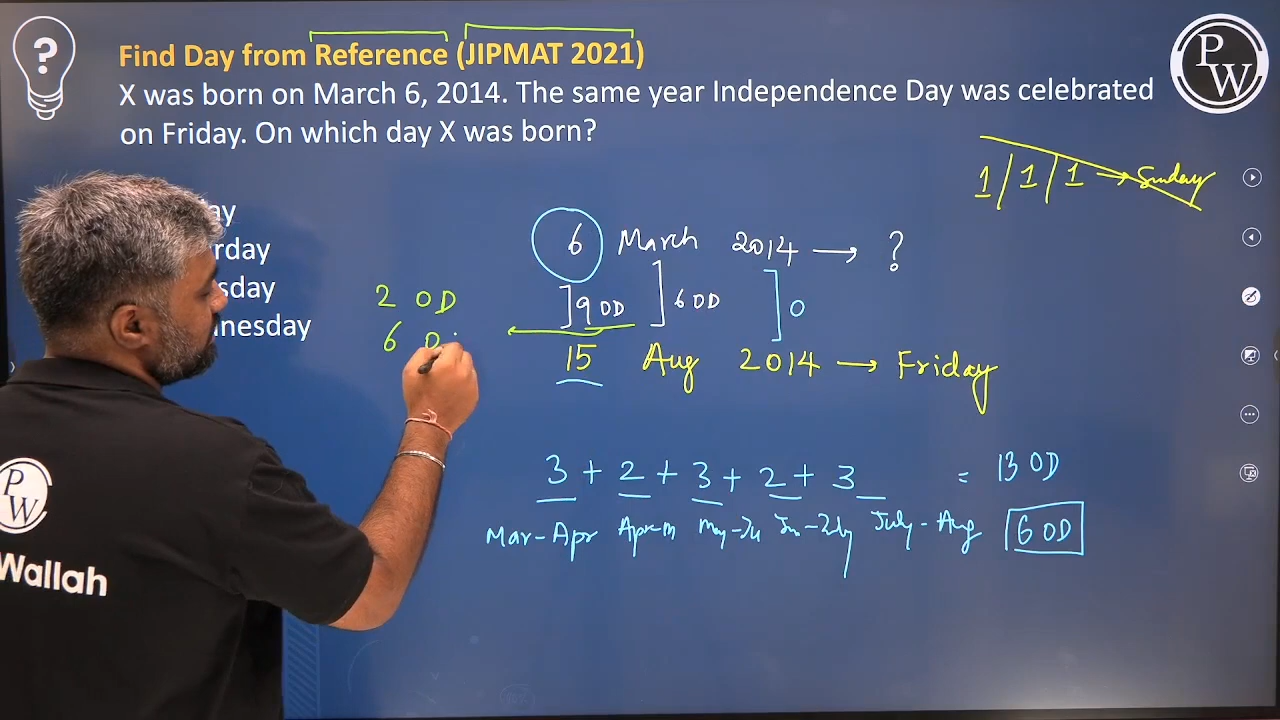 Find Day from Reference (JIPMAT 2021)
X was born on March 6, 2014. The same year Independence Day was celebrated
on Friday. On which day X was born?
PW
1/1/1 → Sunday
6 March 2014 → ?
2 OD
]9 OD ]6 OD ]0
6
15 Aug 2014 → Friday
3 + 2 + 3 + 2 + 3 = 13 OD
Mar-Apr July - Aug 6 OD
PW
Wallah